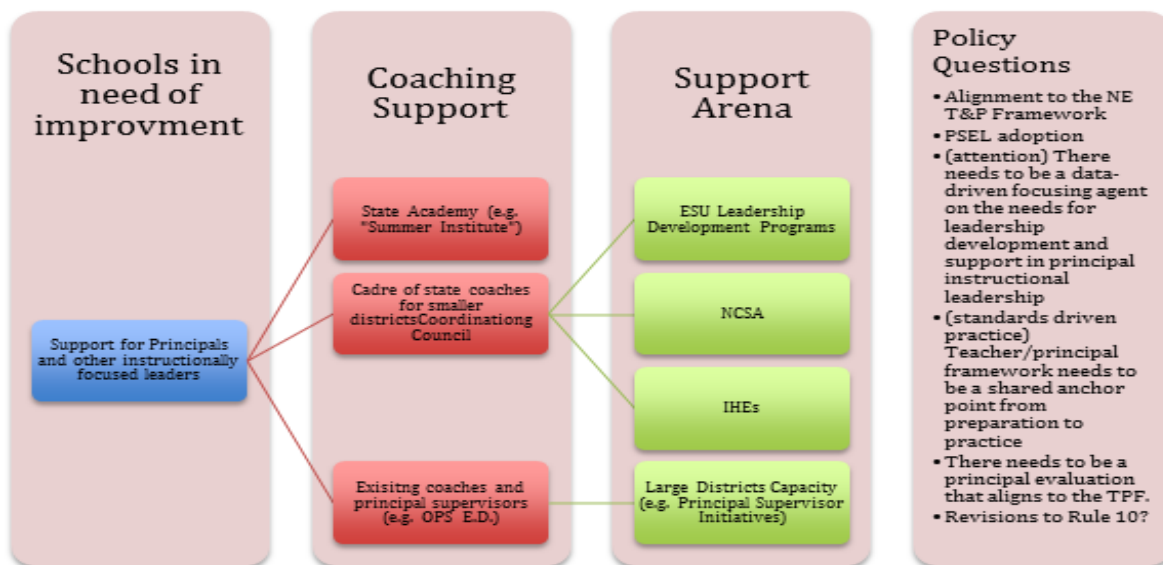 Schools in
need of
improvment
Support for Principals
and other instructionally
focused leaders
Coaching
Support
State Academy (e.g.
"Summer Institute")
Cadre of state coaches
for smaller
districtsCoordinationg
Council
Exisitng coaches and
principal supervisors
(e.g. OPS E.D.)
Support
Arena
ESU Leadership
Development Programs
NCSA
IHEs
Large Districts Capacity
(e.g. Principal Supervisor
Initiatives)
Policy
Questions
• Alignment to the NE
T&P Framework
• PSEL adoption
• (attention) There
needs to be a data-
driven focusing agent
on the needs for
leadership
development and
support in principal
instructional
leadership
• (standards driven
practice)
Teacher/principal
framework needs to
be a shared anchor
point from
preparation to
practice
• There needs to be a
principal evaluation
that aligns to the TPF.
• Revisions to Rule 10?